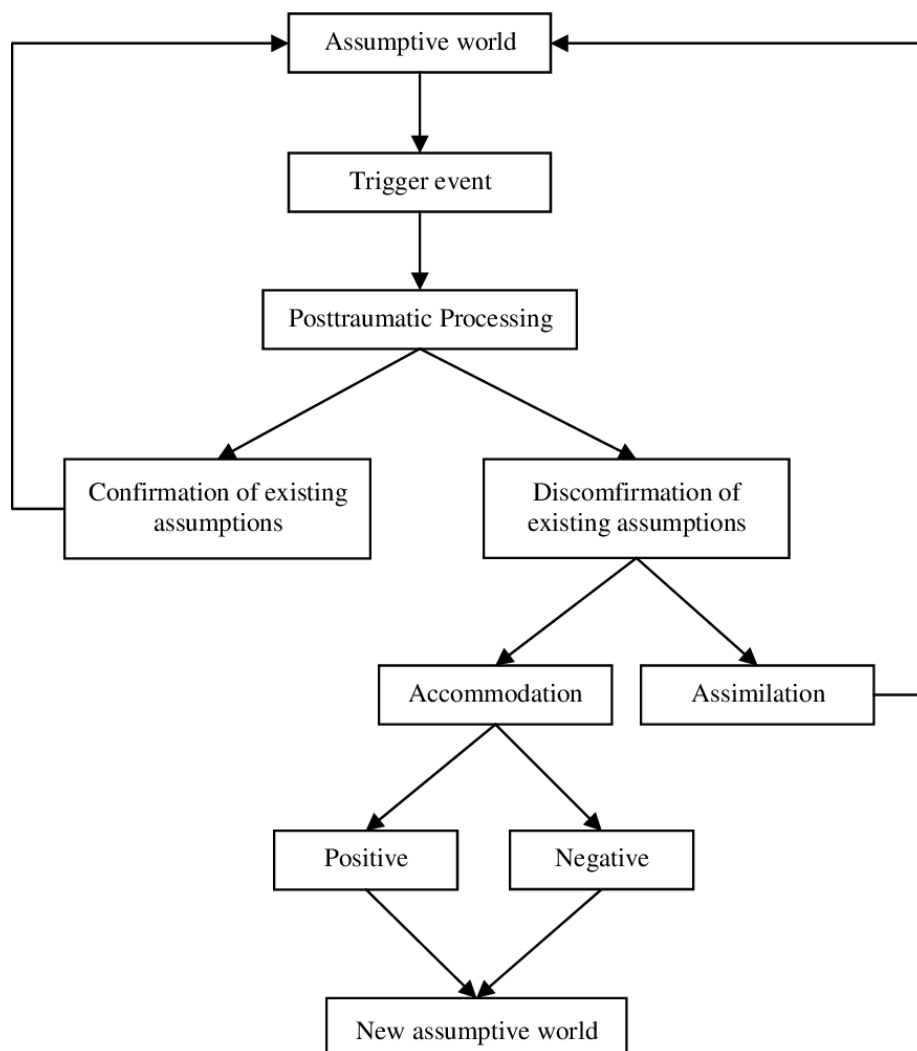 Assumptive world
Trigger event
Posttraumatic Processing
Confirmation of existing
assumptions
Discomfirmation of
existing assumptions
Accommodation
Assimilation
Positive
Negative
New assumptive world